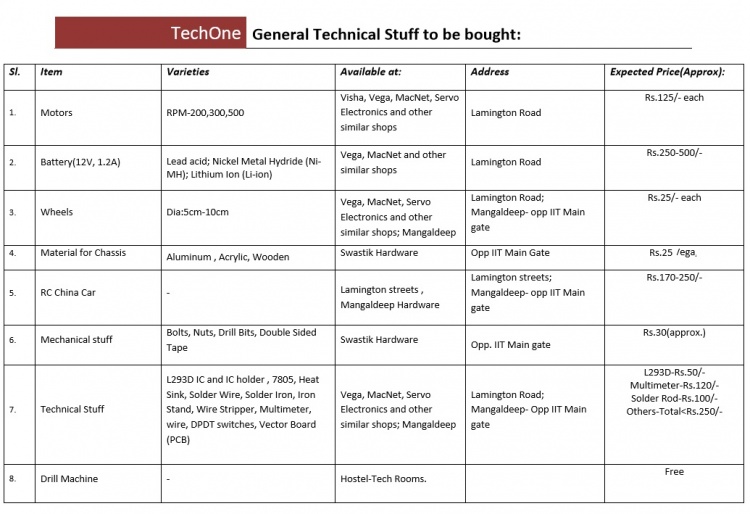 TechOne General Technical Stuff to be bought:
Sl. Item Varieties Available at: Address Expected Price(Approx):
1. Motors RPM-200,300,500 Visha, Vega, MacNet, Servo
Electronics and other
similar shops Lamington Road Rs.125/- each
2. Battery(12V, 1.2A) Lead acid; Nickel Metal Hydride (Ni-
MH); Lithium Ion (Li-ion) Vega, MacNet and other
similar shops Lamington Road Rs.250-500/-
3. Wheels Dia:5cm-10cm Vega, MacNet, Servo
Electronics and other
similar shops; Mangaldeep Lamington Road;
Mangaldeep- opp IIT Main
gate Rs.25/- each
4. Material for Chassis Aluminum , Acrylic, Wooden Swastik Hardware Opp IIT Main Gate Rs.25 /ega,
5. RC China Car - Lamington streets ,
Mangaldeep Hardware Lamington streets;
Mangaldeep- opp IIT Main
gate Rs.170-250/-
6. Mechanical stuff Bolts, Nuts, Drill Bits, Double Sided
Tape Swastik Hardware Opp. IIT Main gate Rs.30(approx.)
7. Technical Stuff L293D IC and IC holder , 7805, Heat
Sink, Solder Wire, Solder Iron, Iron
Stand, Wire Stripper, Multimeter,
wire, DPDT switches, Vector Board
(PCB) Vega, MacNet, Servo
Electronics and other
similar shops; Mangaldeep Lamington Road;
Mangaldeep- Opp IIT Main
gate L293D-Rs.50/-
Multimeter-Rs.120/-
Solder Rod-Rs.100/-
Others-Total<Rs.250/-
8. Drill Machine - Hostel-Tech Rooms. Free